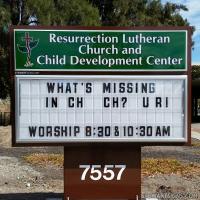 Resurrection Lutheran
Church and
Child Development Center
WHAT'S MISSING
IN CH CH? U R!
WORSHIP 8:30 & 10:30 AM
7557